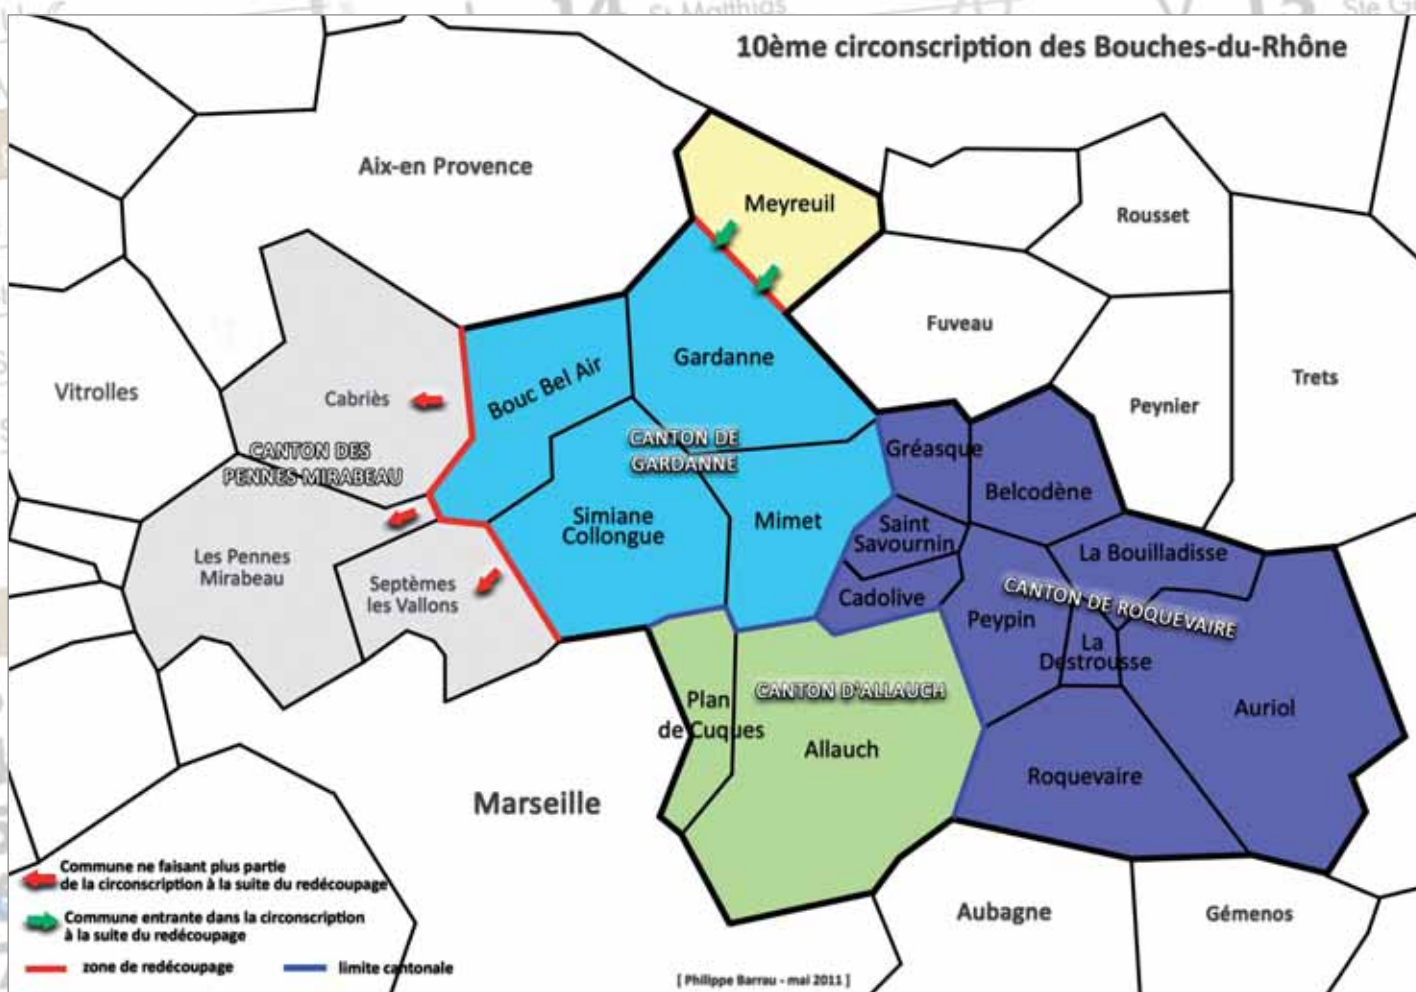 14 St Matthias
13
10ème circonscription des Bouches-du-Rhône
Aix-en Provence
Meyreuil
Rousset
Fuveau
Gardanne
Bouc Bel Air
Trets
Vitrolles
Cabriès
Peynier
CANTON DE
GARDANNE
CANTON DES
PENNES MIRABEAU
Gréasque
Belcodène
Simiane
Collongue
Mimet
Saint
Savournin
La Bouilladisse
Les Pennes
Mirabeau
Septèmes
les Vallons
Cadolive
CANTON DE ROQUEVAIRE
Peypin
La
Destrousse
CANTON D'ALLAUCH
Plan
de Cuques
Auriol
Allauch
Roquevaire
Marseille
Aubagne
Gémenos
Commune ne faisant plus partie
de la circonscription à la suite du redécoupage
Commune entrante dans la circonscription
à la suite du redécoupage
zone de redécoupage
limite cantonale
[ Philippe Barrau - mai 2011 ]